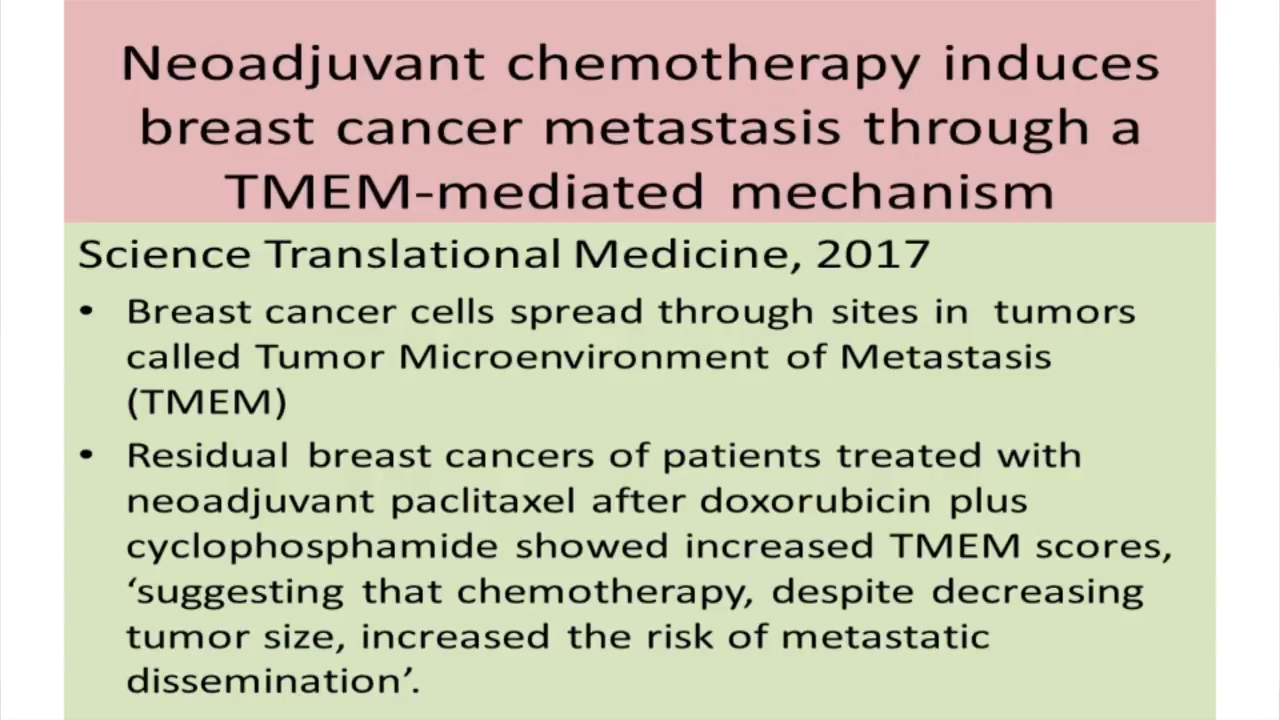 Neoadjuvant chemotherapy induces
breast cancer metastasis through a
TMEM-mediated mechanism
Science Translational Medicine, 2017
• Breast cancer cells spread through sites in tumors
called Tumor Microenvironment of Metastasis
(TMEM)
• Residual breast cancers of patients treated with
neoadjuvant paclitaxel after doxorubicin plus
cyclophosphamide showed increased TMEM scores,
‘suggesting that chemotherapy, despite decreasing
tumor size, increased the risk of metastatic
dissemination’.